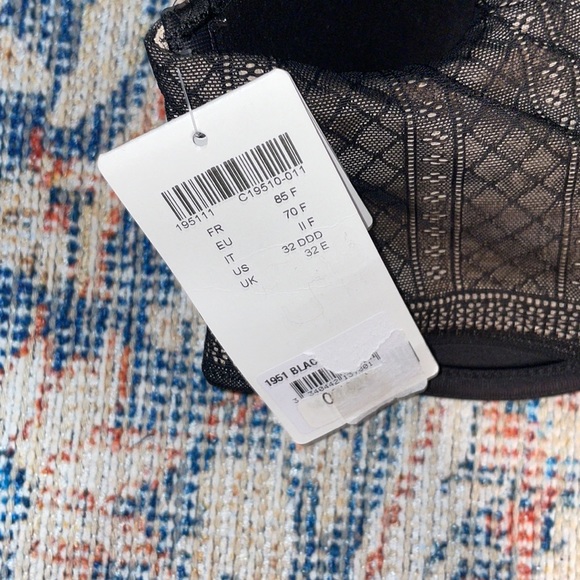 195111 C19510-011
FR 85 F
EU 70 F
IT II F
US 32 DDD
UK 32 E
1951 BLAC